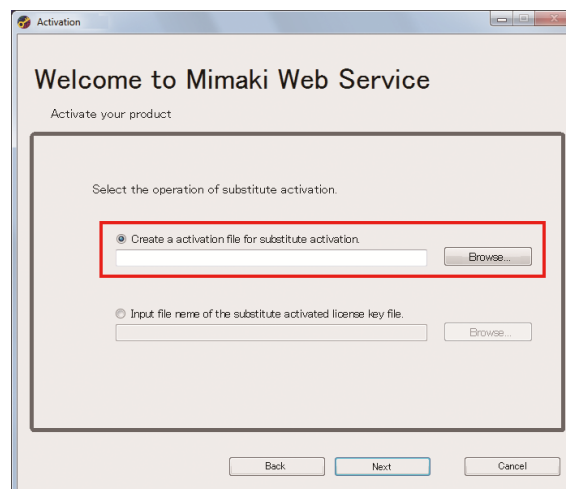 Activation
Welcome to Mimaki Web Service
Activate your product
Select the operation of substitute activation.
Create a activation file for substitute activation.
Browse...
Input file neme of the substitute activated license key file.
Browse...
Back Next Cancel